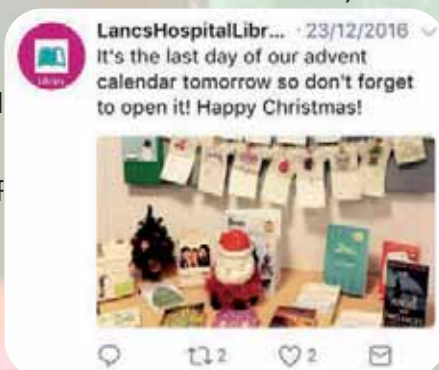 LancsHospitalLibr... · 23/12/2016
It's the last day of our advent
calendar tomorrow so don't forget
to open it! Happy Christmas!
2
2